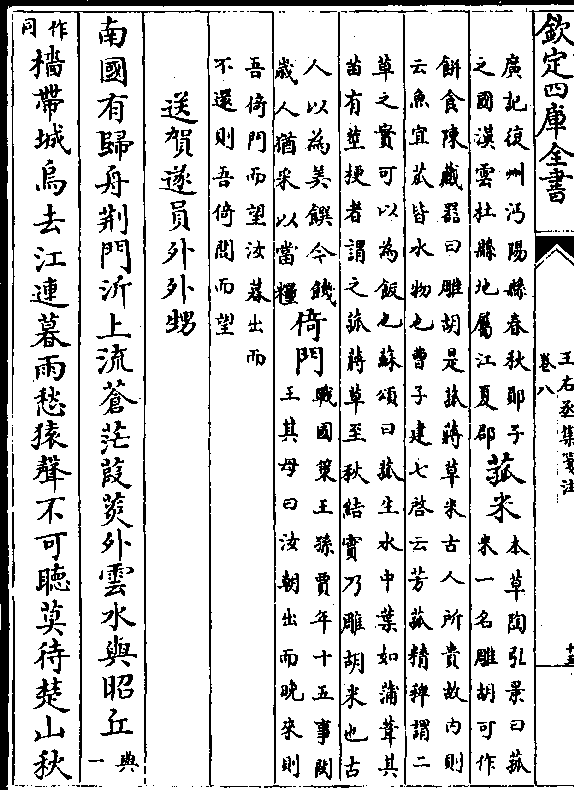 欽定四庫全書
王右丞集箋注
卷八
十五
廣記復州沔陽縣春秋鄖子
之國漢雲杜縣地屬江夏郡
菰米
本草陶弘景曰菰
米一名雕胡可作
餅食陳藏器曰雕胡是菰蔣草米古人所貴故内則
云魚宜苽皆水物也曹子建七啓云芳菰精稗謂二
草之實可以為飯也蘇頌曰菰生水中葉如蒲葦其
苗有莖梗者謂之菰蔣草至秋結實乃雕胡米也古
人以為美饌今饑
歳人猶采以當糧
倚門
戰國策王孫賈年十五事閔
王其母曰汝朝出而晚來則
吾倚門而望汝暮出而
不還則吾倚閭而望
送賀遂員外外甥
南國有歸舟荆門泝上流蒼茫葭菼外雲水與昭丘與一
作同檣帶城烏去江連暮雨愁猿聲不可聽莫待楚山秋